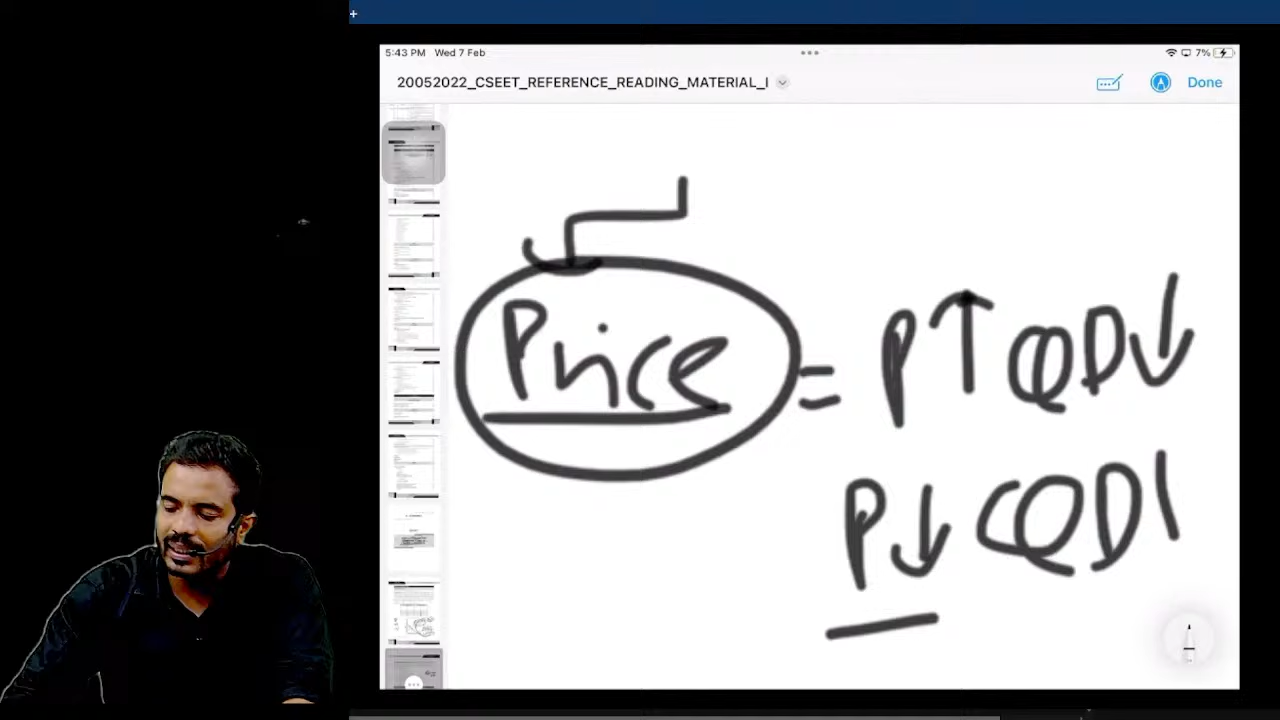 +
5:43 PM Wed 7 Feb
7%
20052022_CSEET_REFERENCE_READING_MATERIAL_I
Done
Price = P↑ QD↓
P↓ QD